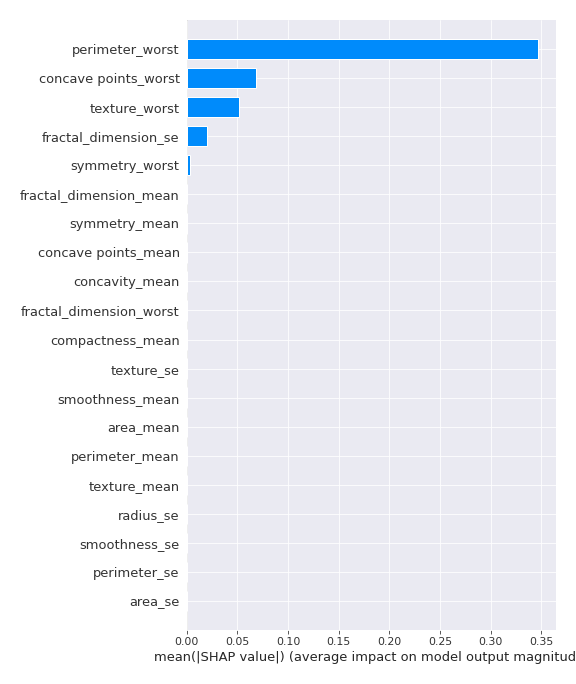 perimeter_worst
concave points_worst
texture_worst
fractal_dimension_se
symmetry_worst
fractal_dimension_mean
symmetry_mean
concave points_mean
concavity_mean
fractal_dimension_worst
compactness_mean
texture_se
smoothness_mean
area_mean
perimeter_mean
texture_mean
radius_se
smoothness_se
perimeter_se
area_se
0.00 0.05 0.10 0.15 0.20 0.25 0.30 0.35
mean(|SHAP value|) (average impact on model output magnitud